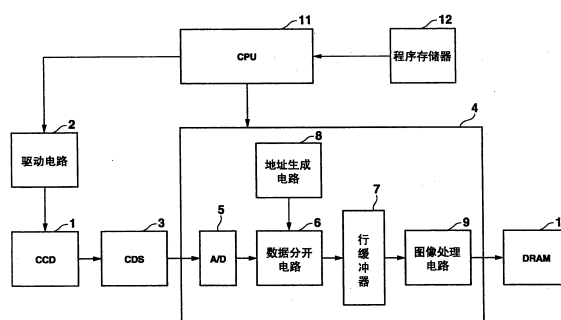 11
CPU
12
程序存储器
2
驱动电路
4
8
地址生成
电路
1
CCD
3
CDS
5
A/D
6
数据分开
电路
7
行
缓
冲
器
9
图像处理
电路
1
DRAM